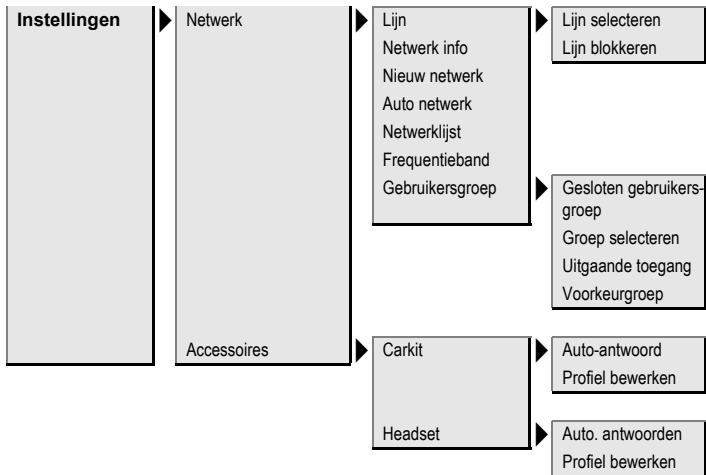 Instellingen
Netwerk
Lijn
Lijn selecteren
Lijn blokkeren
Netwerk info
Nieuw netwerk
Auto netwerk
Netwerklijst
Frequentieband
Gebruikersgroep
Gesloten gebruikers-
groep
Groep selecteren
Uitgaande toegang
Voorkeurgroep
Accessoires
Carkit
Auto-antwoord
Profiel bewerken
Headset
Auto. antwoorden
Profiel bewerken